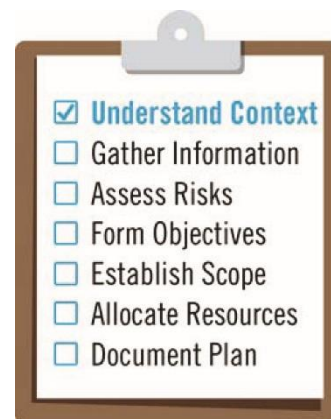 Understand Context
Gather Information
Assess Risks
Form Objectives
Establish Scope
Allocate Resources
Document Plan